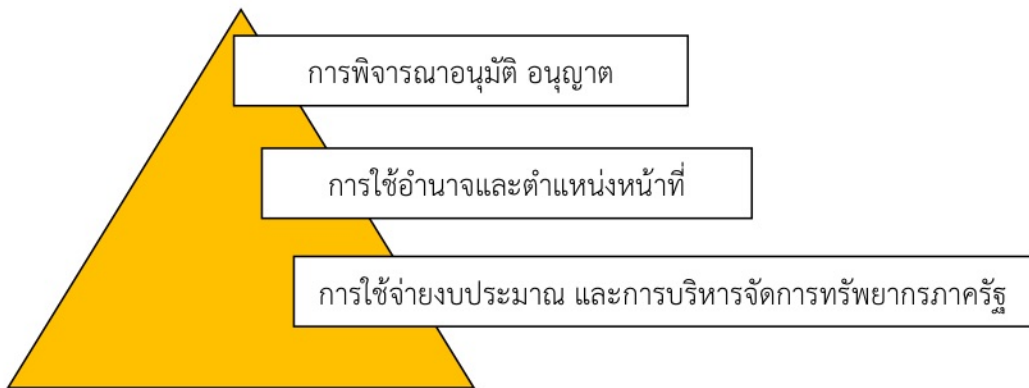 การพิจารณาอนุมัติ อนุญาต
การใช้อำนาจและตำแหน่งหน้าที่
การใช้จ่ายงบประมาณ และการบริหารจัดการทรัพยากรภาครัฐ